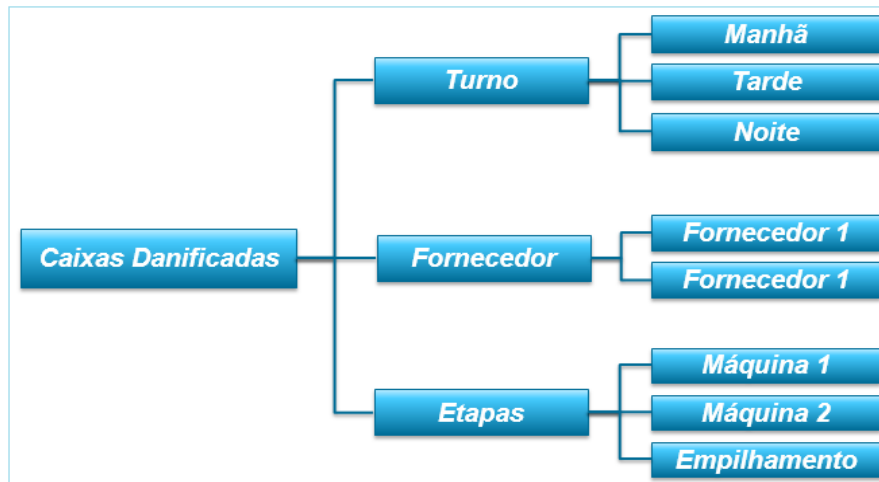 Caixas Danificadas
Turno
Manhã
Tarde
Noite
Fornecedor
Fornecedor 1
Fornecedor 1
Etapas
Máquina 1
Máquina 2
Empilhamento